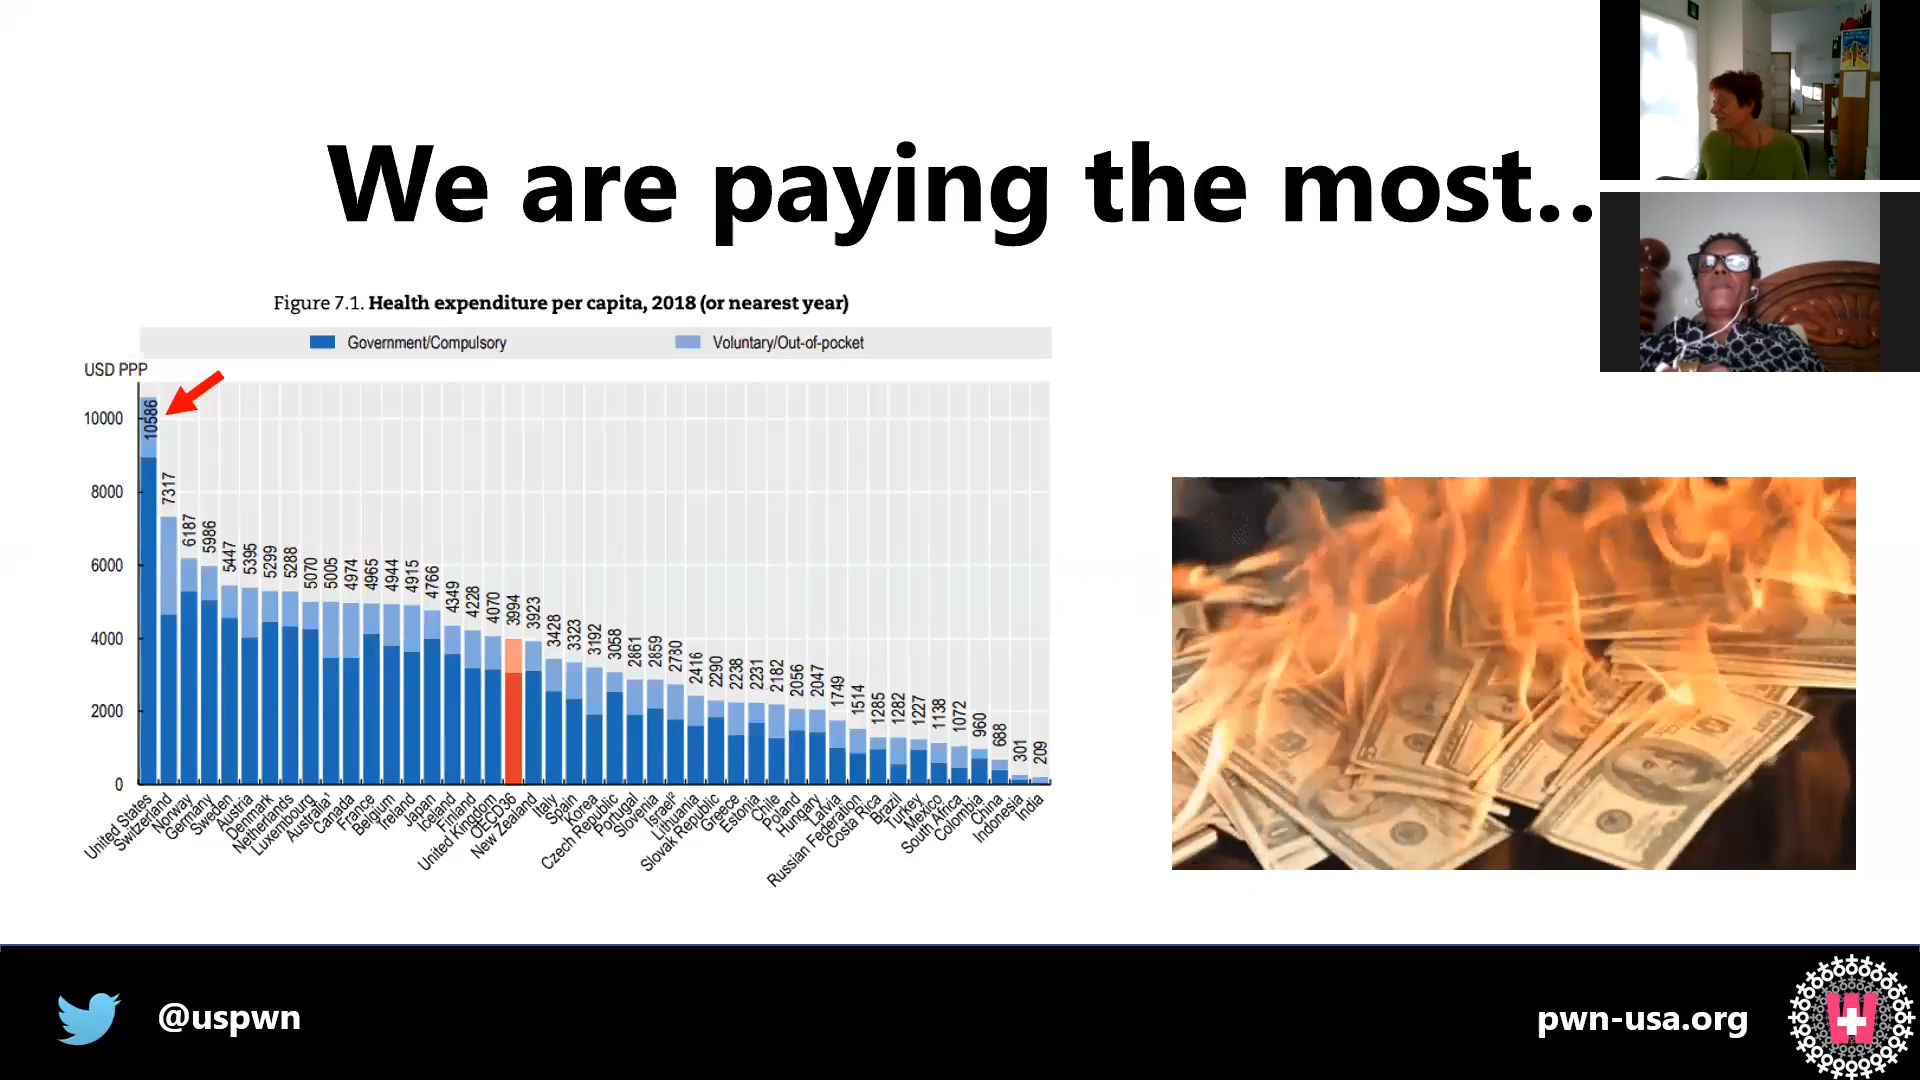 We are paying the most..
Figure 7.1. Health expenditure per capita, 2018 (or nearest year)
Government/Compulsory
Voluntary/Out-of-pocket
USD PPP
10000
8000
6000
4000
2000
0
10586
7317
6187
5986
5447
5395
5299
5288
5070
5005
4974
4965
4944
4915
4766
4349
4228
4070
3994
3923
3428
3323
3192
3058
2861
2859
2730
2416
2290
2238
2231
2182
2056
2047
1749
1514
1285
1282
1227
1138
1072
960
688
301
209
United States
Switzerland
Norway
Germany
Sweden
Austria
Denmark
Netherlands
Luxembourg
Australia¹
Canada
France
Belgium
Ireland
Japan
Iceland
Finland
United Kingdom
OECD36
New Zealand
Italy
Spain
Korea
Czech Republic
Portugal
Slovenia
Israel²
Lithuania
Slovak Republic
Greece
Estonia
Chile
Poland
Hungary
Latvia
Russian Federation
Costa Rica
Brazil
Turkey
Mexico
South Africa
Colombia
China
Indonesia
India
@uspwn
pwn-usa.org
W